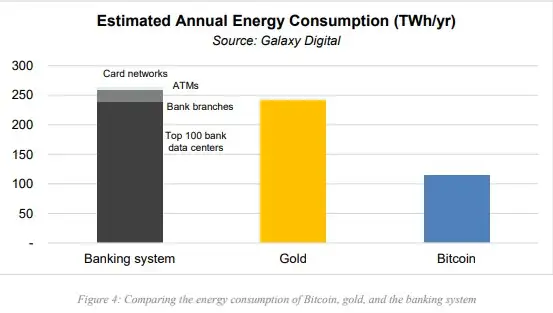 Estimated Annual Energy Consumption (TWh/yr)
Source: Galaxy Digital
300
250
200
150
100
50
-
Card networks
ATMs
Bank branches
Top 100 bank
data centers
Banking system
Gold
Bitcoin
Figure 4: Comparing the energy consumption of Bitcoin, gold, and the banking system